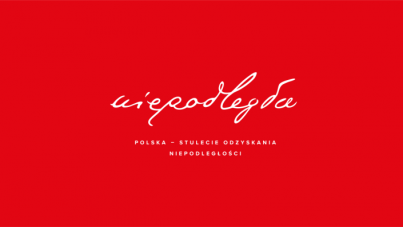 niepodległa
POLSKA – STULECIE ODZYSKANIA
NIEPODLEGŁOŚCI